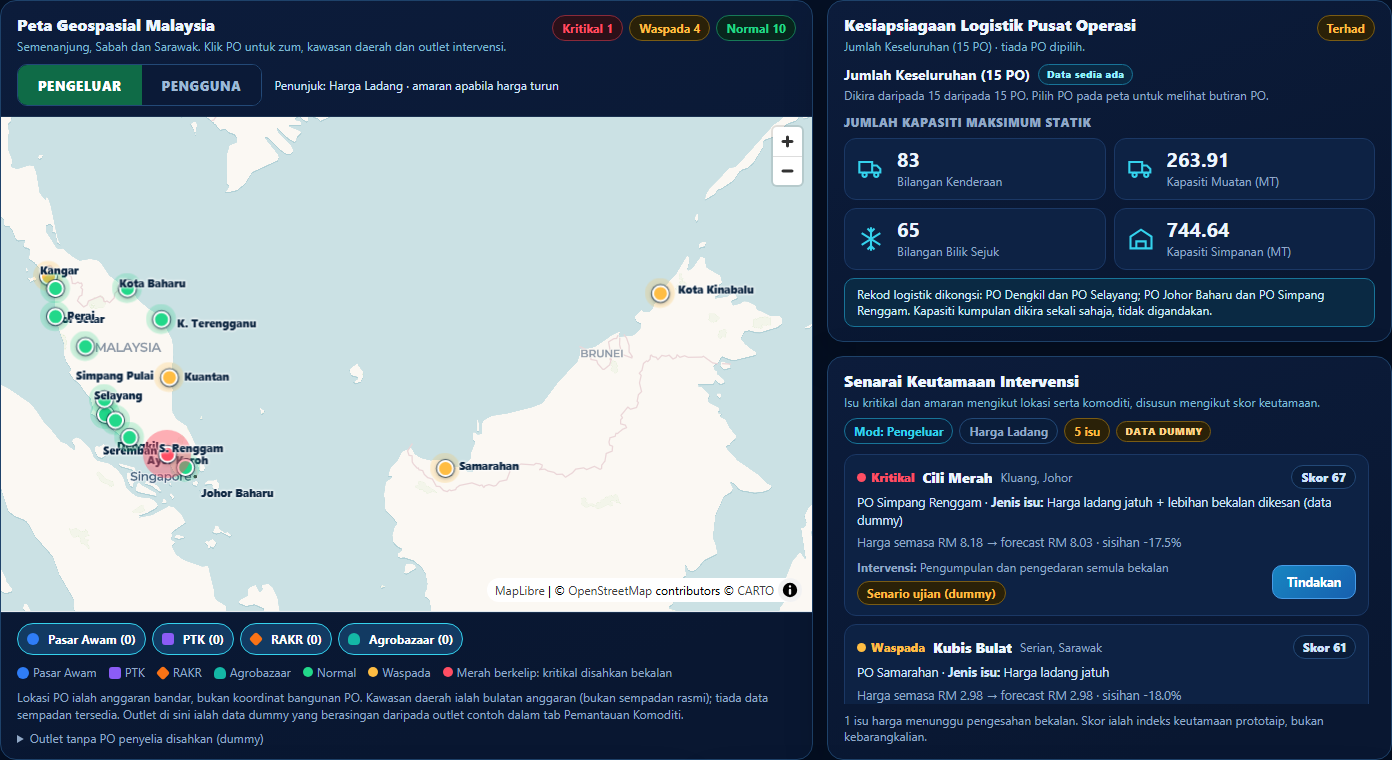 Peta Geospasial Malaysia
Kritikal 1
Waspada 4
Normal 10
Semenanjung, Sabah dan Sarawak. Klik PO untuk zum, kawasan daerah dan outlet intervensi.
PENGELUAR
PENGGUNA
Penunjuk: Harga Ladang · amaran apabila harga turun
+
−
Kangar
Kota Baharu
Perai
K. Terengganu
MALAYSIA
Simpang Pulai
Kuantan
Selayang
Dengkil
S. Renggam
Seremban
Singapore
Johor Baharu
Kota Kinabalu
BRUNEI
Samarahan
MapLibre | © OpenStreetMap contributors © CARTO
Pasar Awam (0)
PTK (0)
RAKR (0)
Agrobazaar (0)
Pasar Awam
PTK
RAKR
Agrobazaar
Normal
Waspada
Merah berkelip: kritikal disahkan bekalan
Lokasi PO ialah anggaran bandar, bukan koordinat bangunan PO. Kawasan daerah ialah bulatan anggaran (bukan sempadan rasmi); tiada data
sempadan tersedia. Outlet di sini ialah data dummy yang berasingan daripada outlet contoh dalam tab Pemantauan Komoditi.
Outlet tanpa PO penyelia disahkan (dummy)
Kesiapsiagaan Logistik Pusat Operasi
Terhad
Jumlah Keseluruhan (15 PO) · tiada PO dipilih.
Jumlah Keseluruhan (15 PO)
Data sedia ada
Dikira daripada 15 daripada 15 PO. Pilih PO pada peta untuk melihat butiran PO.
JUMLAH KAPASITI MAKSIMUM STATIK
83
Bilangan Kenderaan
263.91
Kapasiti Muatan (MT)
65
Bilangan Bilik Sejuk
744.64
Kapasiti Simpanan (MT)
Rekod logistik dikongsi: PO Dengkil dan PO Selayang; PO Johor Baharu dan PO Simpang
Renggam. Kapasiti kumpulan dikira sekali sahaja, tidak digandakan.
Senarai Keutamaan Intervensi
Isu kritikal dan amaran mengikut lokasi serta komoditi, disusun mengikut skor keutamaan.
Mod: Pengeluar
Harga Ladang
5 isu
DATA DUMMY
Kritikal Cili Merah Kluang, Johor
Skor 67
PO Simpang Renggam · Jenis isu: Harga ladang jatuh + lebihan bekalan dikesan (data
dummy)
Harga semasa RM 8.18 → forecast RM 8.03 · sisihan -17.5%
Intervensi: Pengumpulan dan pengedaran semula bekalan
Senario ujian (dummy)
Tindakan
Waspada Kubis Bulat Serian, Sarawak
Skor 61
PO Samarahan · Jenis isu: Harga ladang jatuh
Harga semasa RM 2.98 → forecast RM 2.98 · sisihan -18.0%
1 isu harga menunggu pengesahan bekalan. Skor ialah indeks keutamaan prototaip, bukan
kebarangkalian.